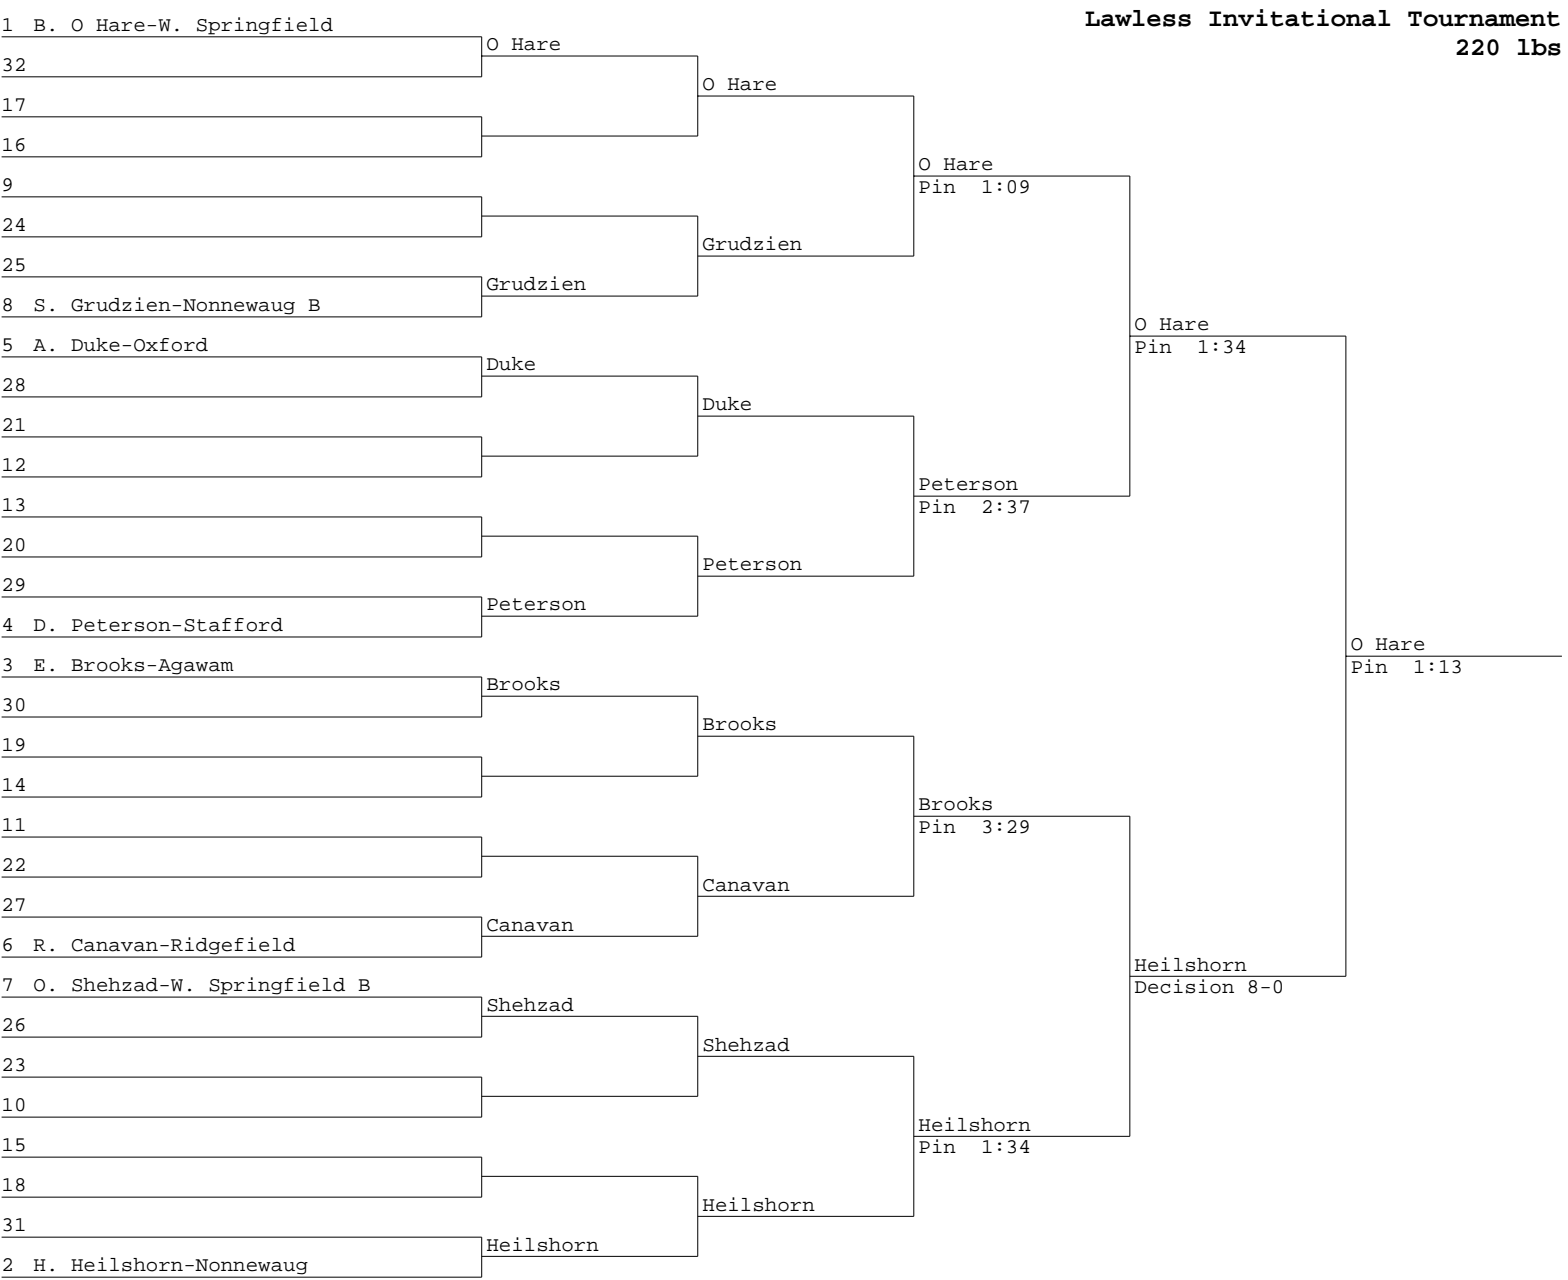 Lawless Invitational Tournament
220 lbs
1 B. O Hare-W. Springfield
32
17
16
9
24
25
8 S. Grudzien-Nonnewaug B
5 A. Duke-Oxford
28
21
12
13
20
29
4 D. Peterson-Stafford
3 E. Brooks-Agawam
30
19
14
11
22
27
6 R. Canavan-Ridgefield
7 O. Shehzad-W. Springfield B
26
23
10
15
18
31
2 H. Heilshorn-Nonnewaug
O Hare
Grudzien
Duke
Peterson
Brooks
Canavan
Shehzad
Heilshorn
O Hare
Grudzien
Duke
Peterson
Brooks
Canavan
Shehzad
Heilshorn
O Hare
Pin 1:09
Peterson
Pin 2:37
Brooks
Pin 3:29
Heilshorn
Pin 1:34
O Hare
Pin 1:34
Heilshorn
Decision 8-0
O Hare
Pin 1:13